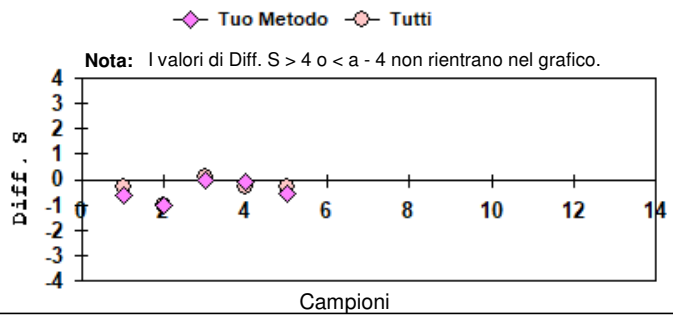 Tuo Metodo Tutti
Nota: I valori di Diff. S > 4 o < a - 4 non rientrano nel grafico.
4
3
2
1
0
-1
-2
-3
-4
Diff. S
0 2 4 6 8 10 12 14
Campioni